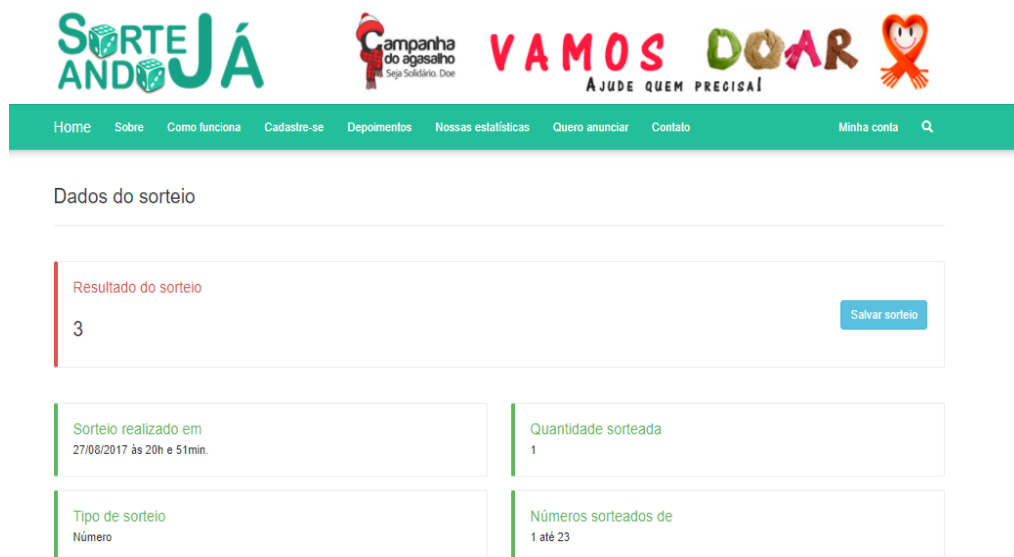 SORTE
ANDO JÁ
Campanha
do agasalho
Seja Solidário. Doe
VAMOS DOAR
AJUDE QUEM PRECISA!
Home Sobre Como funciona Cadastre-se Depoimentos Nossas estatísticas Quero anunciar Contato Minha conta
Dados do sorteio
Resultado do sorteio
3
Salvar sorteio
Sorteio realizado em
27/08/2017 às 20h e 51min.
Quantidade sorteada
1
Tipo de sorteio
Número
Números sorteados de
1 até 23